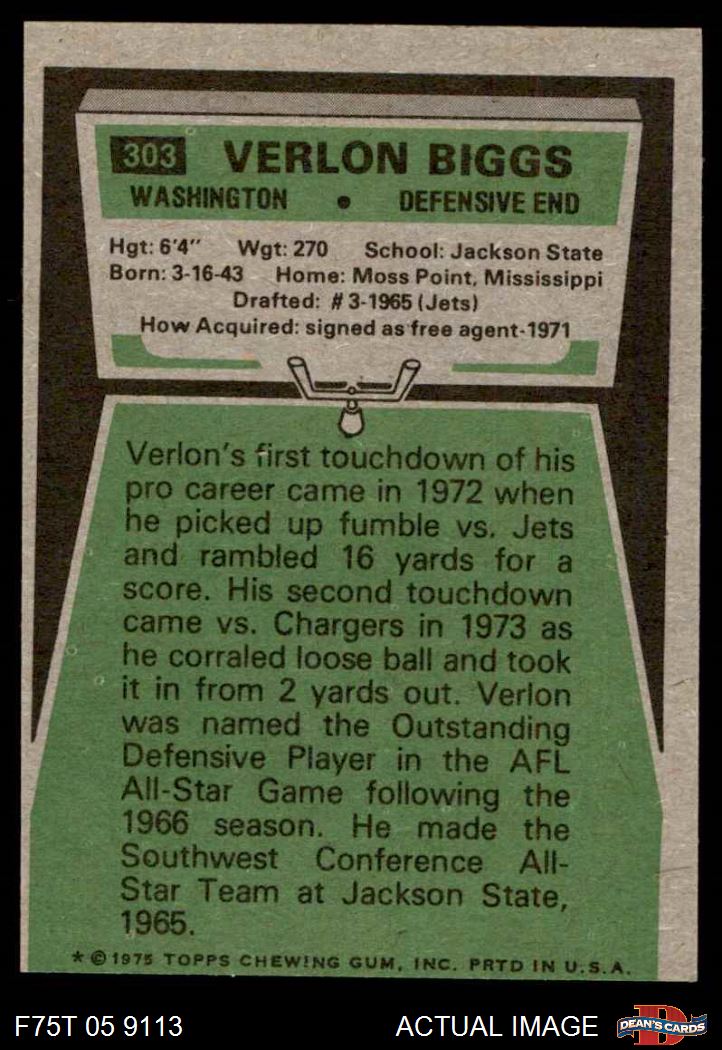 303 VERLON BIGGS
WASHINGTON • DEFENSIVE END
Hgt: 6'4" Wgt: 270 School: Jackson State
Born: 3-16-43 Home: Moss Point, Mississippi
Drafted: #3-1965 (Jets)
How Acquired: signed as free agent-1971
Verlon's first touchdown of his
pro career came in 1972 when
he picked up fumble vs. Jets
and rambled 16 yards for a
score. His second touchdown
came vs. Chargers in 1973 as
he corraled loose ball and took
it in from 2 yards out. Verlon
was named the Outstanding
Defensive Player in the AFL
All-Star Game following the
1966 season. He made the
Southwest Conference All-
Star Team at Jackson State,
1965.
* © 1975 TOPPS CHEWING GUM, INC. PRTD IN U.S.A.
F75T 05 9113 ACTUAL IMAGE DEAN'S CARDS